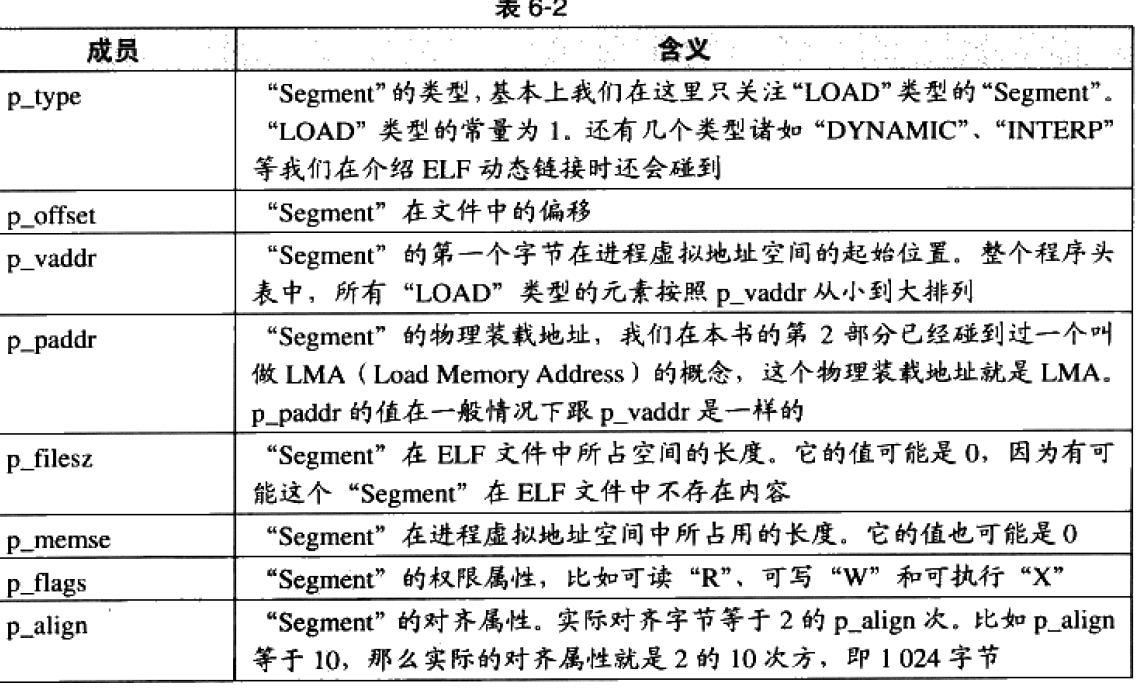 表 6-2
成员 含义
p_type “Segment”的类型，基本上我们在这里只关注“LOAD”类型的“Segment”。
“LOAD”类型的常量为 1。还有几个类型诸如“DYNAMIC”、“INTERP”
等我们在介绍 ELF 动态链接时还会碰到
p_offset “Segment”在文件中的偏移
p_vaddr “Segment”的第一个字节在进程虚拟地址空间的起始位置。整个程序头
表中，所有“LOAD”类型的元素按照 p_vaddr 从小到大排列
p_paddr “Segment”的物理装载地址，我们在本书的第 2 部分已经碰到过一个叫
做 LMA（Load Memory Address）的概念，这个物理装载地址就是 LMA。
p_paddr 的值在一般情况下跟 p_vaddr 是一样的
p_filesz “Segment”在 ELF 文件中所占空间的长度。它的值可能是 0，因为有可
能这个“Segment”在 ELF 文件中不存在内容
p_memse “Segment”在进程虚拟地址空间中所占用的长度。它的值也可能是 0
p_flags “Segment”的权限属性，比如可读“R”、可写“W”和可执行“X”
p_align “Segment”的对齐属性。实际对齐字节等于 2 的 p_align 次。比如 p_align
等于 10，那么实际的对齐属性就是 2 的 10 次方，即 1 024 字节